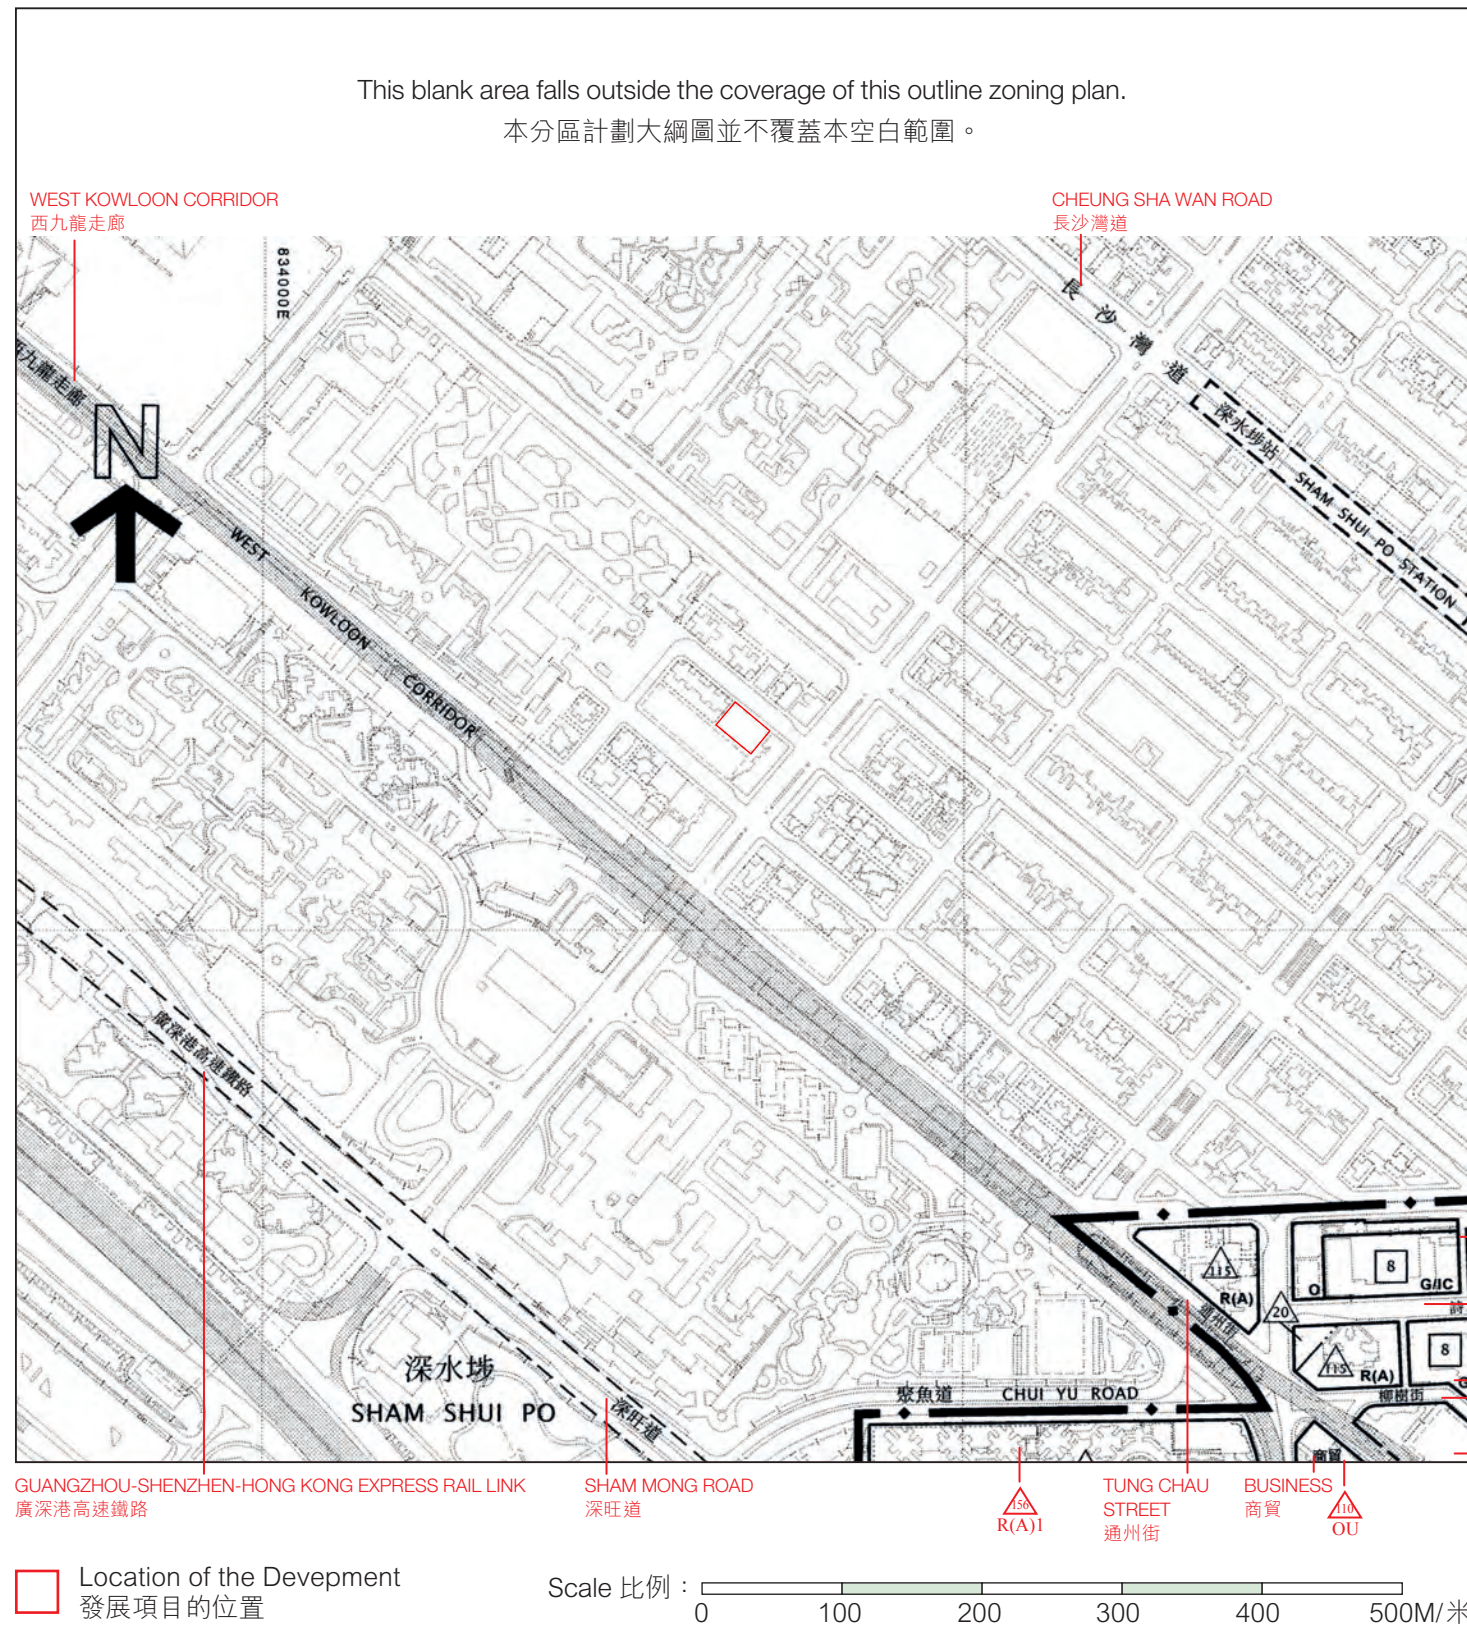 This blank area falls outside the coverage of this outline zoning plan.
本分區計劃大綱圖並不覆蓋本空白範圍。
WEST KOWLOON CORRIDOR
西九龍走廊
CHEUNG SHA WAN ROAD
長沙灣道
834000E
長沙灣道
九龍走廊
N
深水埗站 SHAM SHUI PO STATION
WEST KOWLOON CORRIDOR
廣深港高速鐵路
115
R(A)
8
O
G/IC
20
通州街
115
R(A)
8
G
柳樹街
深水埗
SHAM SHUI PO
深旺道
聚魚道 CHUI YU ROAD
商貿
GUANGZHOU-SHENZHEN-HONG KONG EXPRESS RAIL LINK
廣深港高速鐵路
SHAM MONG ROAD
深旺道
156
R(A)1
TUNG CHAU
STREET
通州街
BUSINESS
商貿
110
OU
Location of the Devepment
發展項目的位置
Scale 比例：
0 100 200 300 400 500M/米